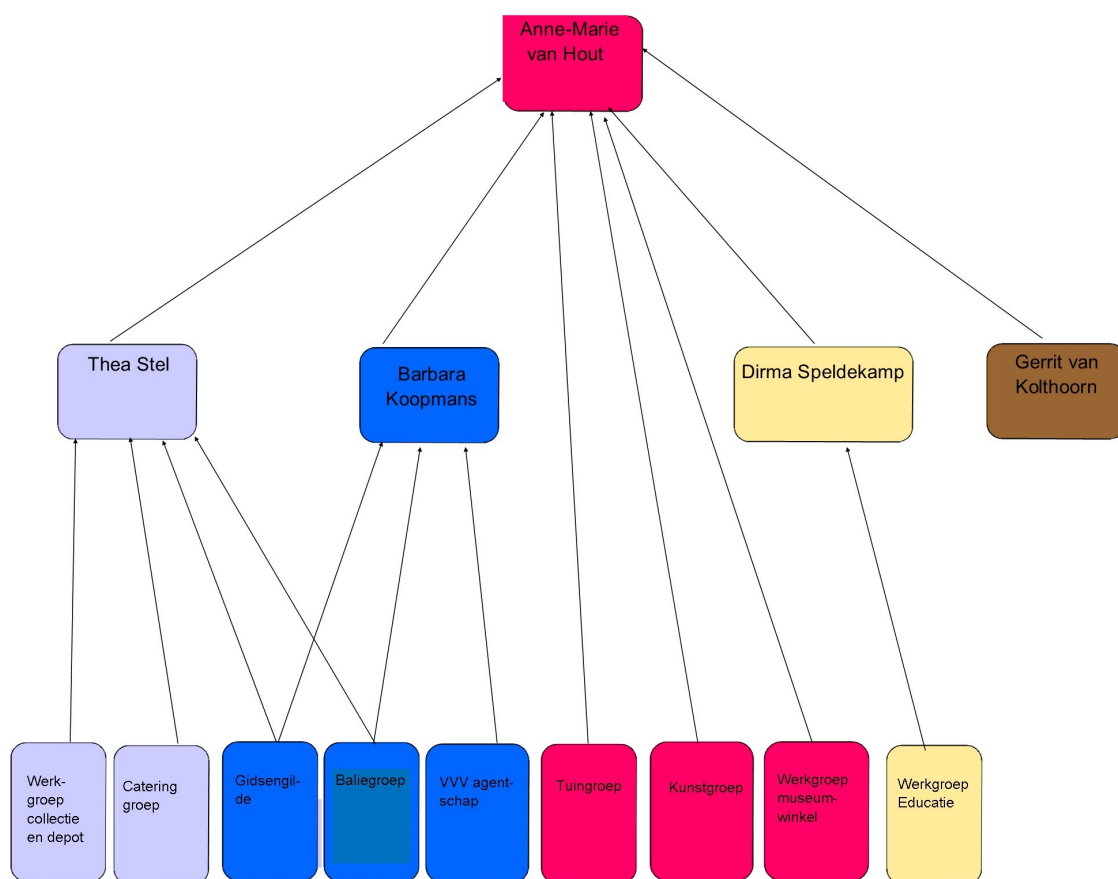 Anne-Marie
van Hout
Thea Stel
Barbara
Koopmans
Dirma Speldekamp
Gerrit van
Kolthoorn
Werk-
groep
collectie
en depot
Catering
groep
Gidsengil-
de
Baliegroep
VVV agent-
schap
Tuingroep
Kunstgroep
Werkgroep
museum-
winkel
Werkgroep
Educatie